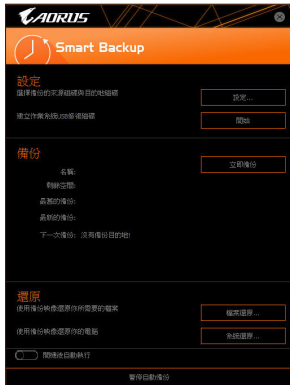 AORUS
Smart Backup
設定
選擇備份的來源磁碟與目的地磁碟
設定...
建立作業系統USB修復磁碟
開始
備份
立即備份
名稱:
剩餘空間:
最舊的備份:
最新的備份:
下一次備份: 沒有備份目的地!
還原
使用備份映像還原你所需要的檔案
檔案還原...
使用備份映像還原你的電腦
系統還原...
開機後自動執行
暫停自動備份